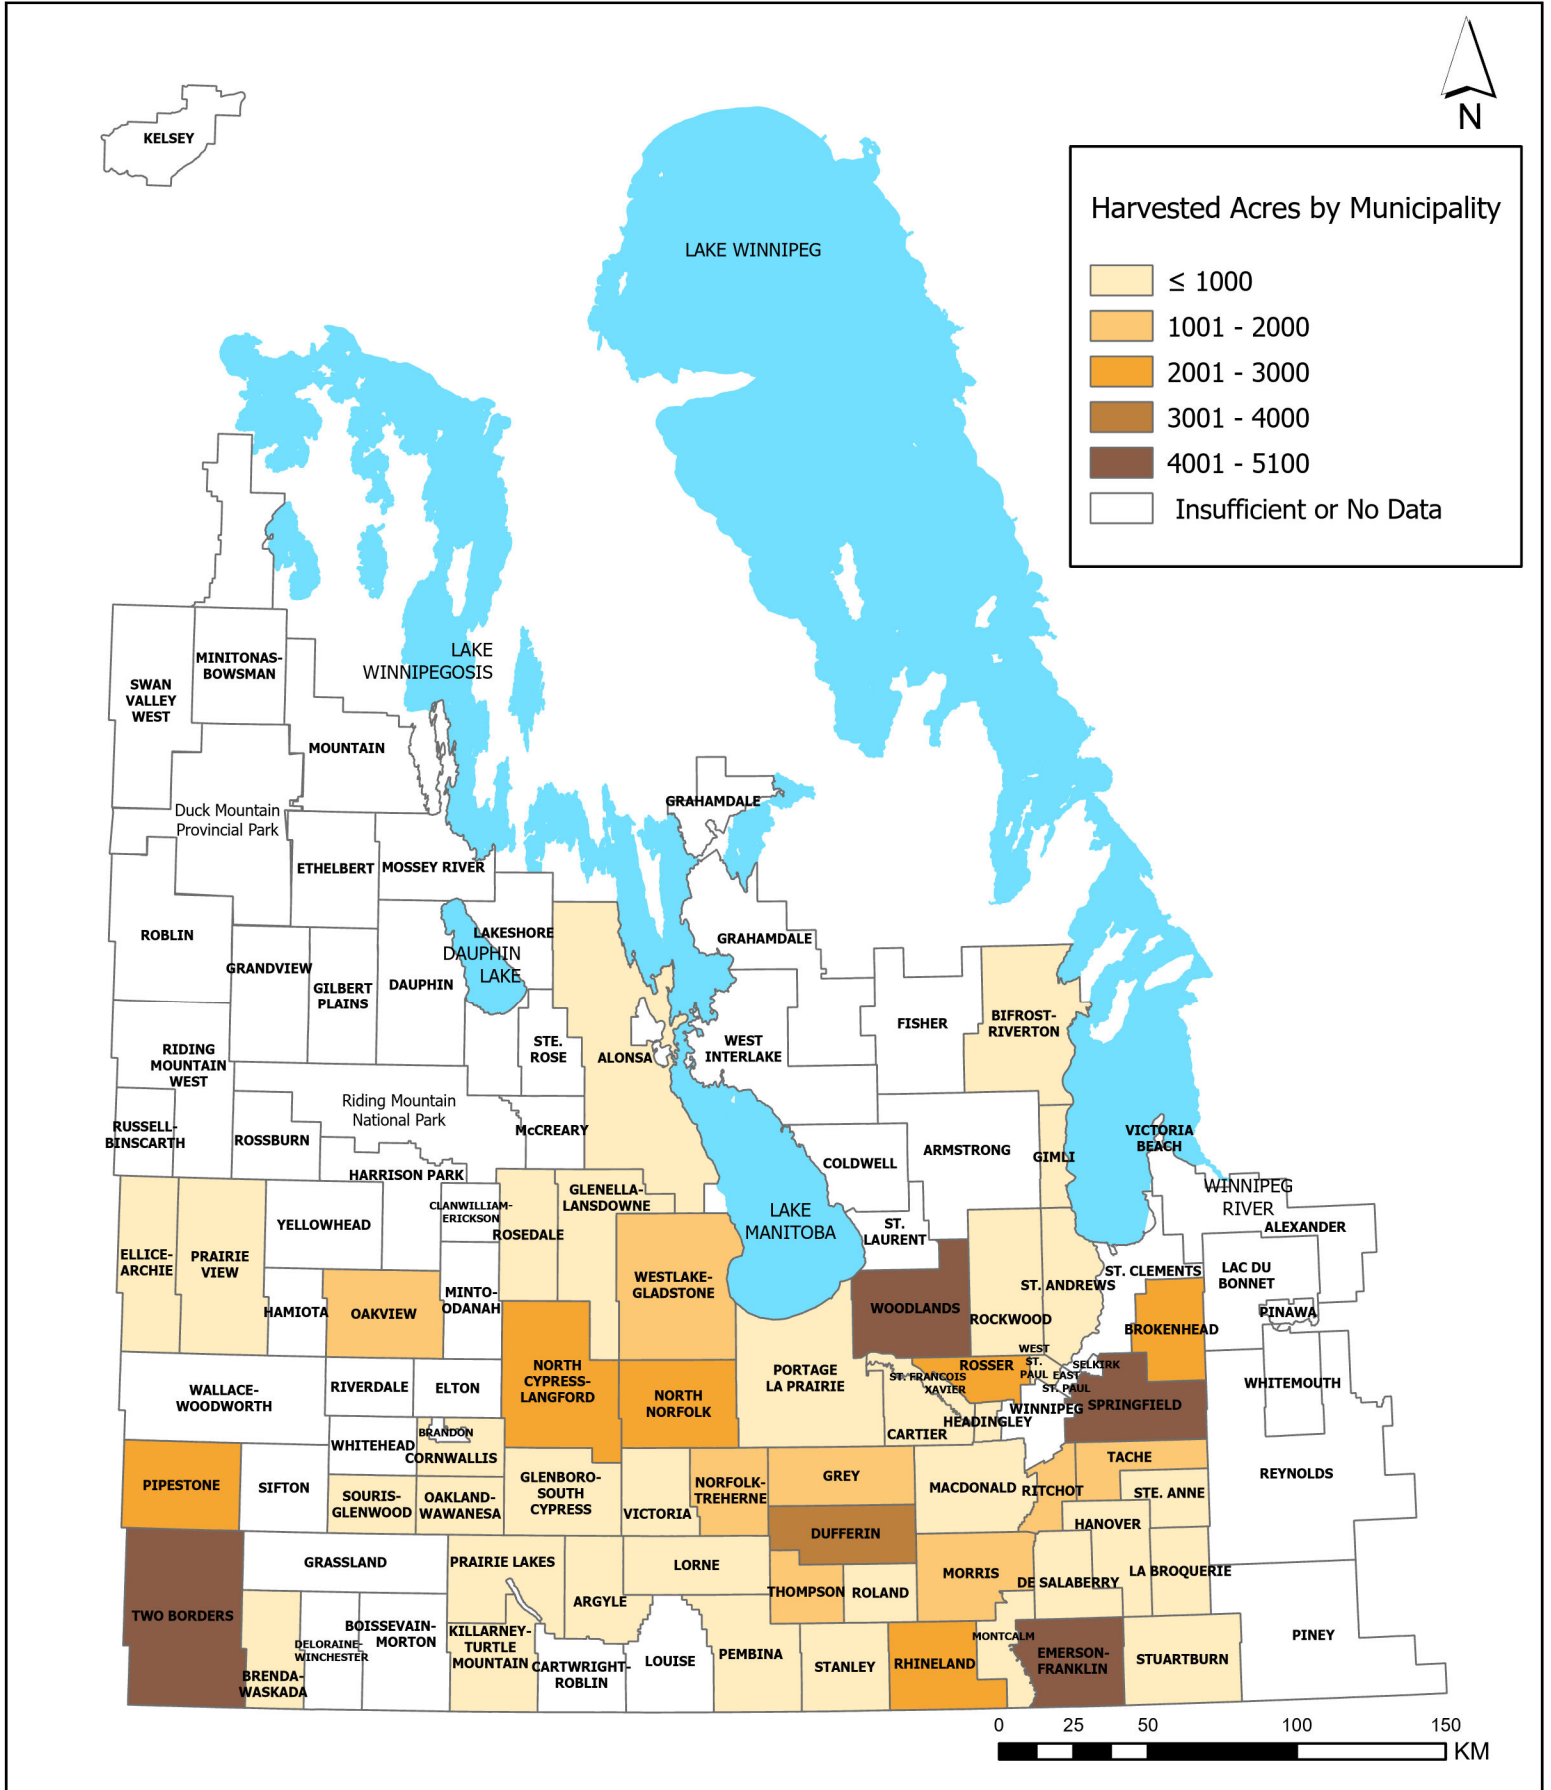 N
KELSEY
Harvested Acres by Municipality
≤ 1000
1001 - 2000
2001 - 3000
3001 - 4000
4001 - 5100
Insufficient or No Data
LAKE WINNIPEG
LAKE
WINNIPEGOSIS
MINITONAS-
BOWSMAN
SWAN
VALLEY
WEST
MOUNTAIN
Duck Mountain
Provincial Park
GRAHAMDALE
ETHELBERT
MOSSEY RIVER
ROBLIN
LAKESHORE
DAUPHIN
LAKE
GRAHAMDALE
GRANDVIEW
GILBERT
PLAINS
DAUPHIN
FISHER
BIFROST-
RIVERTON
STE.
ROSE
ALONSA
WEST
INTERLAKE
RIDING
MOUNTAIN
WEST
Riding Mountain
National Park
RUSSELL-
BINSCARTH
ROSSBURN
McCREARY
VICTORIA
BEACH
ARMSTRONG
GIMLI
COLDWELL
HARRISON PARK
CLANWILLIAM-
ERICKSON
GLENELLA-
LANSDOWNE
WINNIPEG
RIVER
ALEXANDER
YELLOWHEAD
ROSEDALE
LAKE
MANITOBA
ST.
LAURENT
ELLICE-
ARCHIE
PRAIRIE
VIEW
WESTLAKE-
GLADSTONE
ST. ANDREWS
ST. CLEMENTS
LAC DU
BONNET
HAMIOTA
OAKVIEW
MINTO-
ODANAH
WOODLANDS
ROCKWOOD
BROKENHEAD
PINAWA
WALLACE-
WOODWORTH
RIVERDALE
ELTON
NORTH
CYPRESS-
LANGFORD
NORTH
NORFOLK
PORTAGE
LA PRAIRIE
ST. FRANCOIS
XAVIER
ROSSER
WEST
ST.
PAUL
EAST
ST. PAUL
SELKIRK
WHITEMOUTH
WINNIPEG
SPRINGFIELD
HEADINGLEY
CARTIER
WHITEHEAD
BRANDON
CORNWALLIS
PIPESTONE
SIFTON
SOURIS-
GLENWOOD
OAKLAND-
WAWANESA
GLENBORO-
SOUTH
CYPRESS
VICTORIA
NORFOLK-
TREHERNE
GREY
MACDONALD
RITCHOT
TACHE
STE. ANNE
REYNOLDS
DUFFERIN
HANOVER
GRASSLAND
PRAIRIE LAKES
LORNE
MORRIS
DE SALABERRY
LA BROQUERIE
ARGYLE
THOMPSON
ROLAND
TWO BORDERS
BOISSEVAIN-
MORTON
DELORAINE-
WINCHESTER
KILLARNEY-
TURTLE
MOUNTAIN
MONTCALM
PINEY
BRENDA-
WASKADA
CARTWRIGHT-
ROBLIN
LOUISE
PEMBINA
STANLEY
RHINELAND
EMERSON-
FRANKLIN
STUARTBURN
0 25 50 100 150
KM